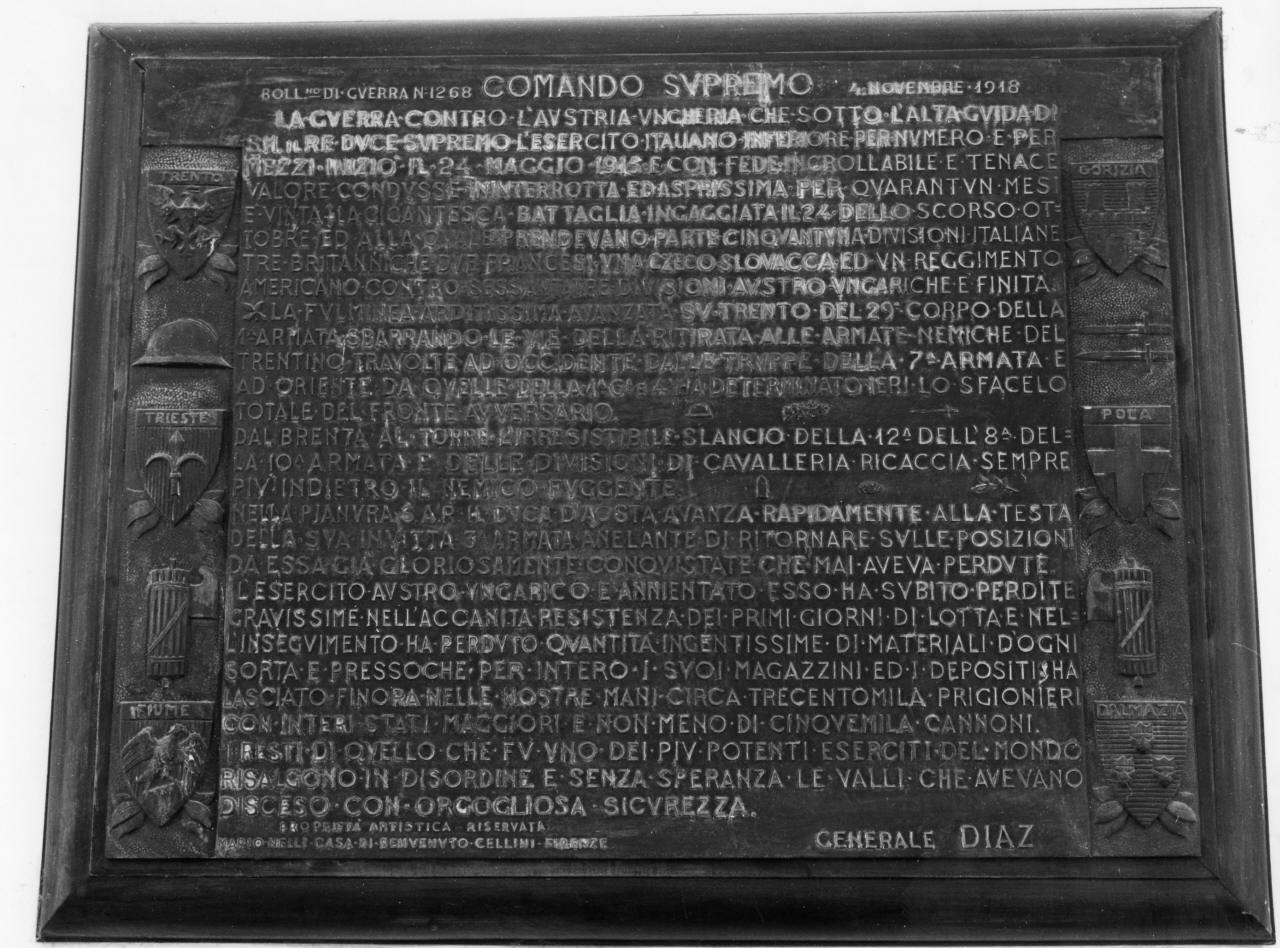 COMANDO SVPREMO
BOLL.NO DI·GVERRA N·1268
4·NOVEMBRE·1918
LA·GVERRA·CONTRO·L'AVSTRIA·VNGHERIA·CHE·SOTTO·L'ALTA·GVIDA·DI
S·M·IL·RE·DVCE·SVPREMO·L'ESERCITO·ITALIANO·INFERIORE·PER·NVMERO·E·PER
MEZZI·INIZIO'·IL·24·MAGGIO·1915·E·CON·FEDE·INCROLLABILE·E·TENACE
VALORE·CONDVSSE·ININTERROTTA·ED·ASPRISSIMA·PER·QVARANTVN·MESI
E·VINTA·LA·GIGANTESCA·BATTAGLIA·INGAGGIATA·IL·24·DELLO·SCORSO·OT=
TOBRE·ED·ALLA·QVALE·PRENDEVANO·PARTE·CINQVANTVNA·DIVISIONI·ITALIANE
TRE·BRITANNICHE·DVE·FRANCESI·VNA·CZECOSLOVACCA·ED·VN·REGGIMENTO
AMERICANO·CONTRO·SESSANTATRE·DIVISIONI·AVSTRO·VNGARICHE·E'·FINITA·
LA·FVLMINEA·ARDITISSIMA·AVANZATA·SV·TRENTO·DEL·29°·CORPO·DELLA
1ª·ARMATA·SBARRANDO·LE·VIE·DELLA·RITIRATA·ALLE·ARMATE·NEMICHE·DEL
TRENTINO·TRAVOLTE·AD·OCCIDENTE·DALLE·TRVPPE·DELLA·7ª·ARMATA·E
AD·ORIENTE·DA·QVELLE·DELLA·1ª·6ª·E·4ª·HA·DETERMINATO·IERI·LO·SFACELO
TOTALE·DEL·FRONTE·AVVERSARIO.
DAL·BRENTA·AL·TORRE·L'IRRESISTIBILE·SLANCIO·DELLA·12ª·DELL'8ª·DEL=
LA·10ª·ARMATA·E·DELLE·DIVISIONI·DI·CAVALLERIA·RICACCIA·SEMPRE
PIV'·INDIETRO·IL·NEMICO·FVGGENTE.
NELLA·PIANVRA·S·A·R·IL·DVCA·D'AOSTA·AVANZA·RAPIDAMENTE·ALLA·TESTA
DELLA·SVA·INVITTA·3ª·ARMATA·ANELANTE·DI·RITORNARE·SVLLE·POSIZIONI
DA·ESSA·GIÀ·GLORIOSAMENTE·CONQVISTATE·CHE·MAI·AVEVA·PERDVTE.
L'ESERCITO·AVSTRO·VNGARICO·E'·ANNIENTATO·ESSO·HA·SVBITO·PERDITE
GRAVISSIME·NELL'ACCANITA·RESISTENZA·DEI·PRIMI·GIORNI·DI·LOTTA·E·NEL=
L'INSEGVIMENTO·HA·PERDVTO·QVANTITÀ·INGENTISSIME·DI·MATERIALI·D'OGNI
SORTA·E·PRESSOCHE·PER·INTERO·I·SVOI·MAGAZZINI·ED·I·DEPOSITI·HA
LASCIATO·FINORA·NELLE·NOSTRE·MANI·CIRCA·TRECENTOMILA·PRIGIONIERI
CON·INTERI·STATI·MAGGIORI·E·NON·MENO·DI·CINQVEMILA·CANNONI.
I·RESTI·DI·QVELLO·CHE·FV·VNO·DEI·PIV·POTENTI·ESERCITI·DEL·MONDO
RISALGONO·IN·DISORDINE·E·SENZA·SPERANZA·LE·VALLI·CHE·AVEVANO
DISCESO·CON·ORGOGLIOSA·SICVREZZA.
GENERALE DIAZ
PROPRIETÀ ARTISTICA RISERVATA
MARIO·NELLI·CASA·DI·BENVENVTO·CELLINI·FIRENZE
TRENTO
TRIESTE
FIUME
GORIZIA
POLA
DALMAZIA